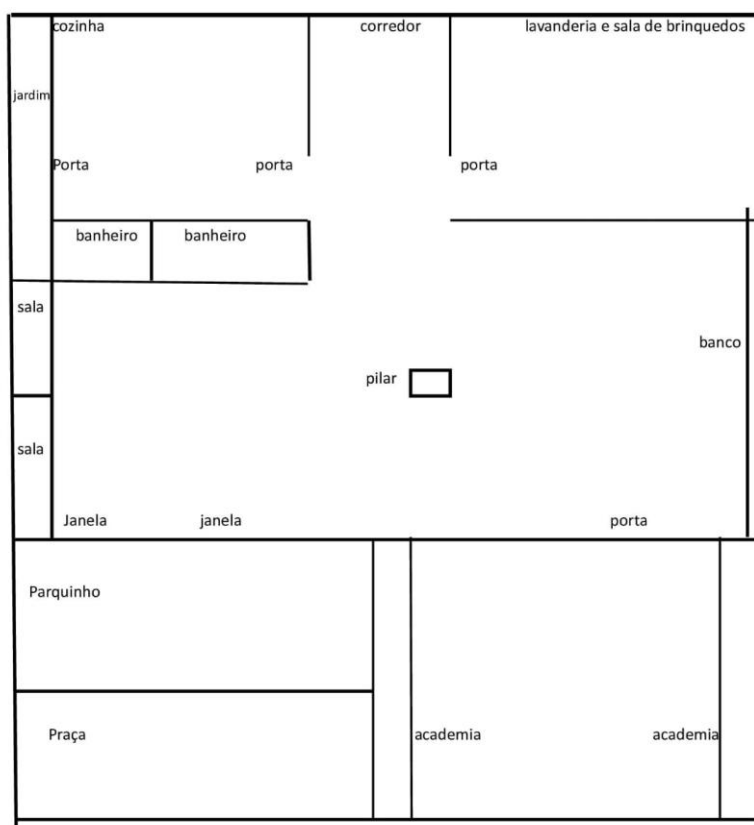 cozinha
corredor
lavanderia e sala de brinquedos
jardim
Porta
porta
porta
banheiro
banheiro
sala
banco
pilar
sala
Janela
janela
porta
Parquinho
Praça
academia
academia